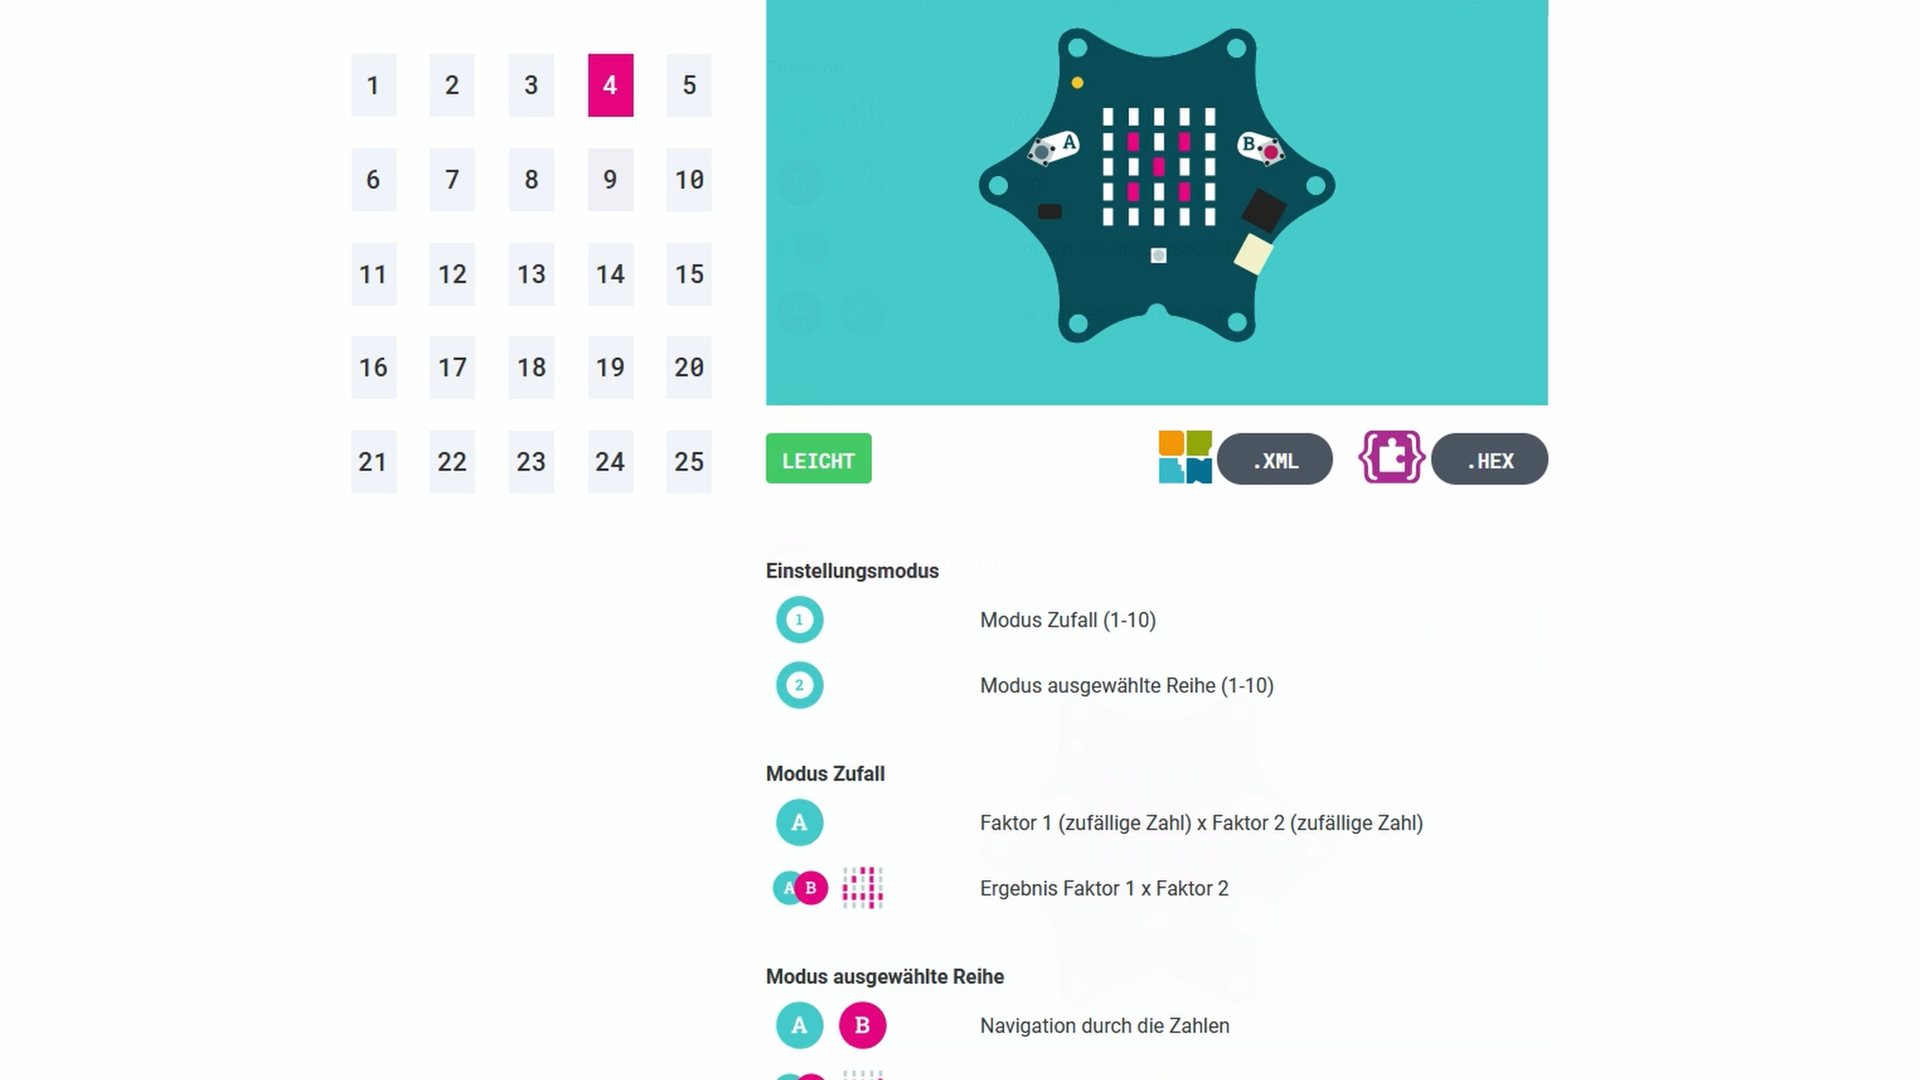 1 2 3 4 5
6 7 8 9 10
11 12 13 14 15
16 17 18 19 20
21 22 23 24 25
A B
LEICHT .XML .HEX
Einstellungsmodus
1 Modus Zufall (1-10)
2 Modus ausgewählte Reihe (1-10)
Modus Zufall
A Faktor 1 (zufällige Zahl) x Faktor 2 (zufällige Zahl)
A B Ergebnis Faktor 1 x Faktor 2
Modus ausgewählte Reihe
A B Navigation durch die Zahlen